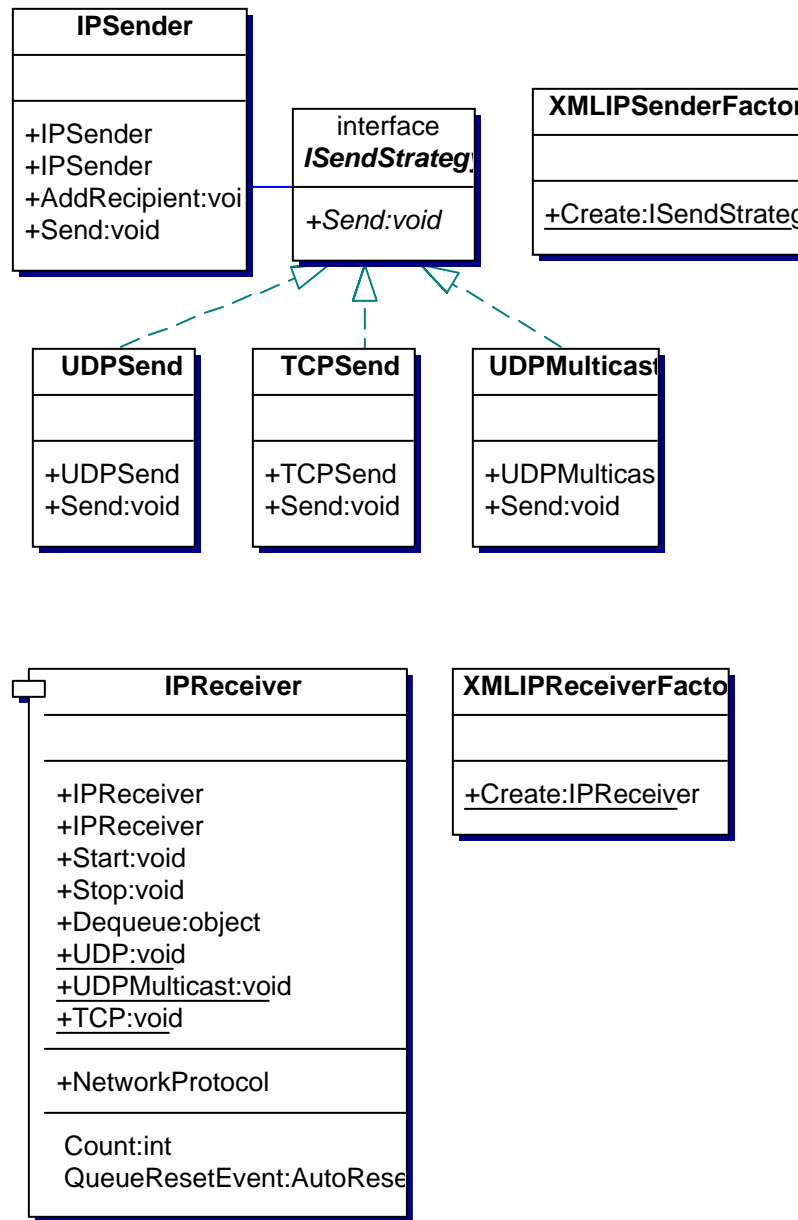 IPSender
+IPSender
+IPSender
+AddRecipient:voi
+Send:void
interface
ISendStrategy
+Send:void
XMLIPSenderFactor
+Create:ISendStrateg
UDPSend
+UDPSend
+Send:void
TCPSend
+TCPSend
+Send:void
UDPMulticast
+UDPMulticas
+Send:void
IPReceiver
+IPReceiver
+IPReceiver
+Start:void
+Stop:void
+Dequeue:object
+UDP:void
+UDPMulticast:void
+TCP:void
+NetworkProtocol
Count:int
QueueResetEvent:AutoRese
XMLIPReceiverFacto
+Create:IPReceiver